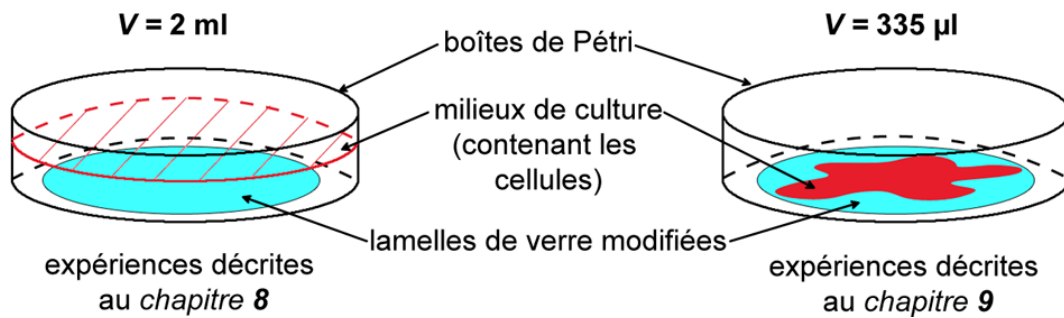 V = 2 ml
V = 335 µl
boîtes de Pétri
milieux de culture
(contenant les
cellules)
lamelles de verre modifiées
expériences décrites
au chapitre 8
expériences décrites
au chapitre 9